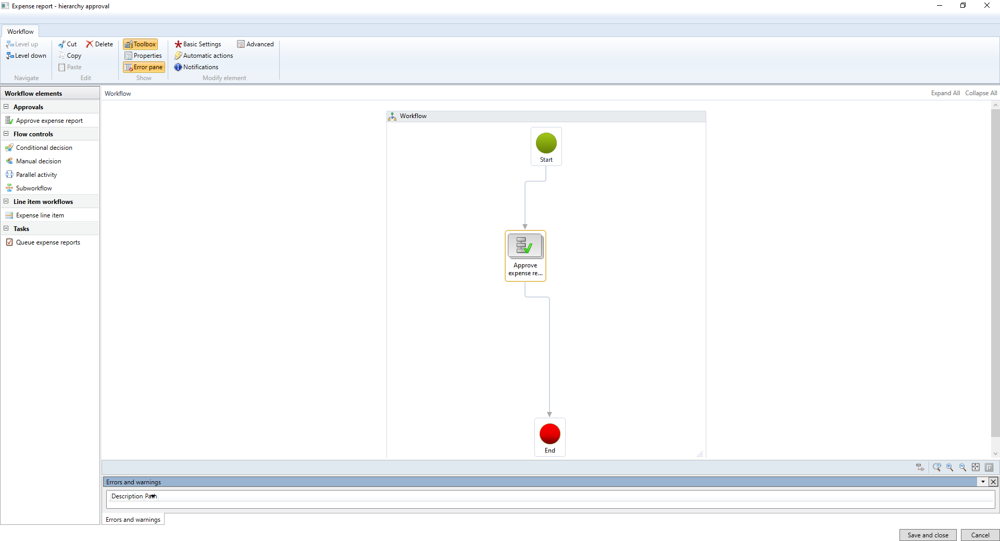 Expense report - hierarchy approval
Workflow
Level up
Cut
Delete
Toolbox
Basic Settings
Advanced
Level down
Copy
Properties
Automatic actions
Paste
Error pane
Notifications
Navigate
Edit
Show
Modify element
Workflow elements
Approvals
Approve expense report
Flow controls
Conditional decision
Manual decision
Parallel activity
Subworkflow
Line item workflows
Expense line item
Tasks
Queue expense reports
Workflow
Expand All
Collapse All
Workflow
Start
Approve
expense re...
End
Errors and warnings
Description
Path
Errors and warnings
Save and close
Cancel